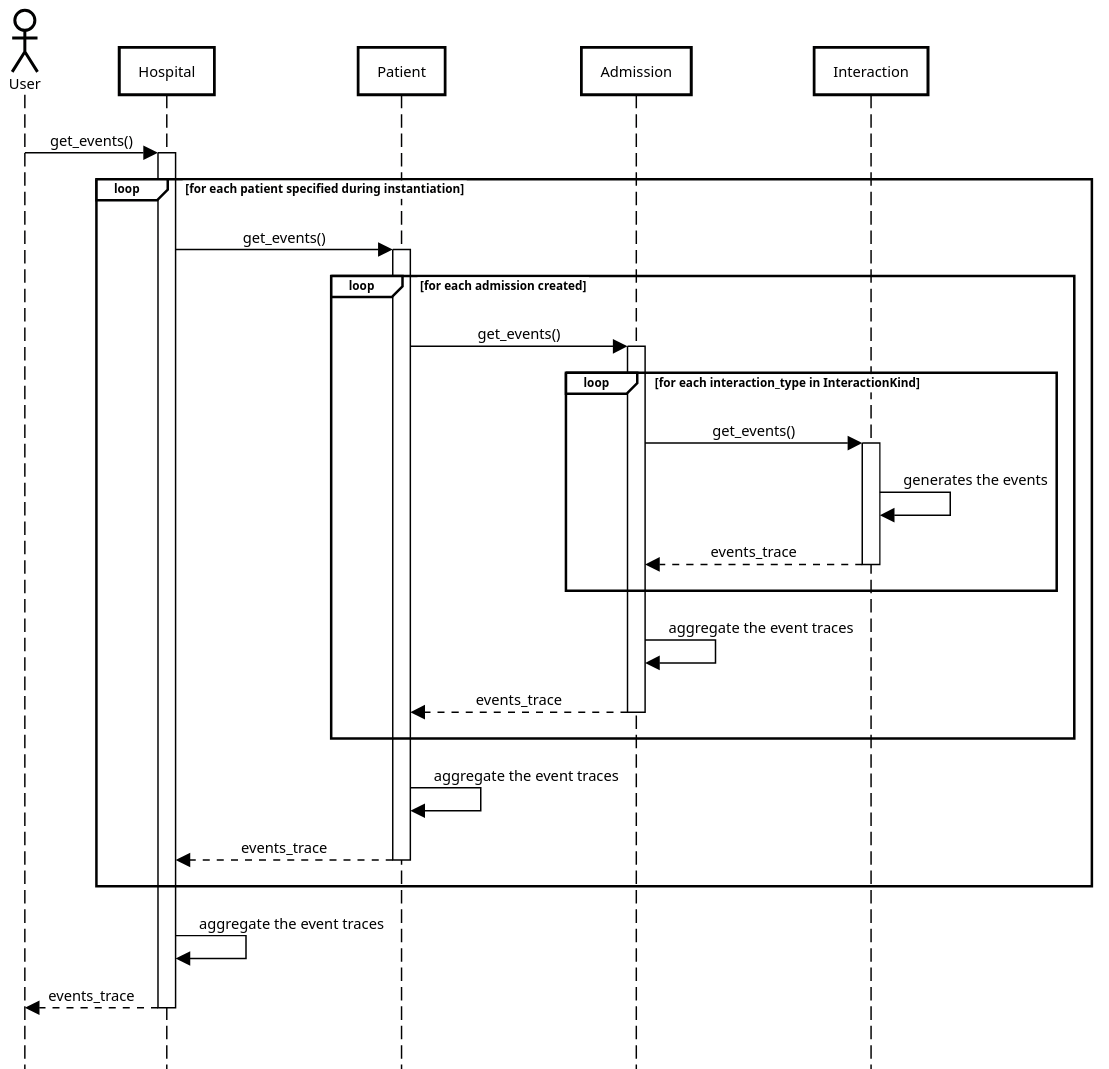 User
Hospital
Patient
Admission
Interaction
get_events()
loop
[for each patient specified during instantiation]
get_events()
loop
[for each admission created]
get_events()
loop
[for each interaction_type in InteractionKind]
get_events()
generates the events
events_trace
aggregate the event traces
events_trace
aggregate the event traces
events_trace
aggregate the event traces
events_trace